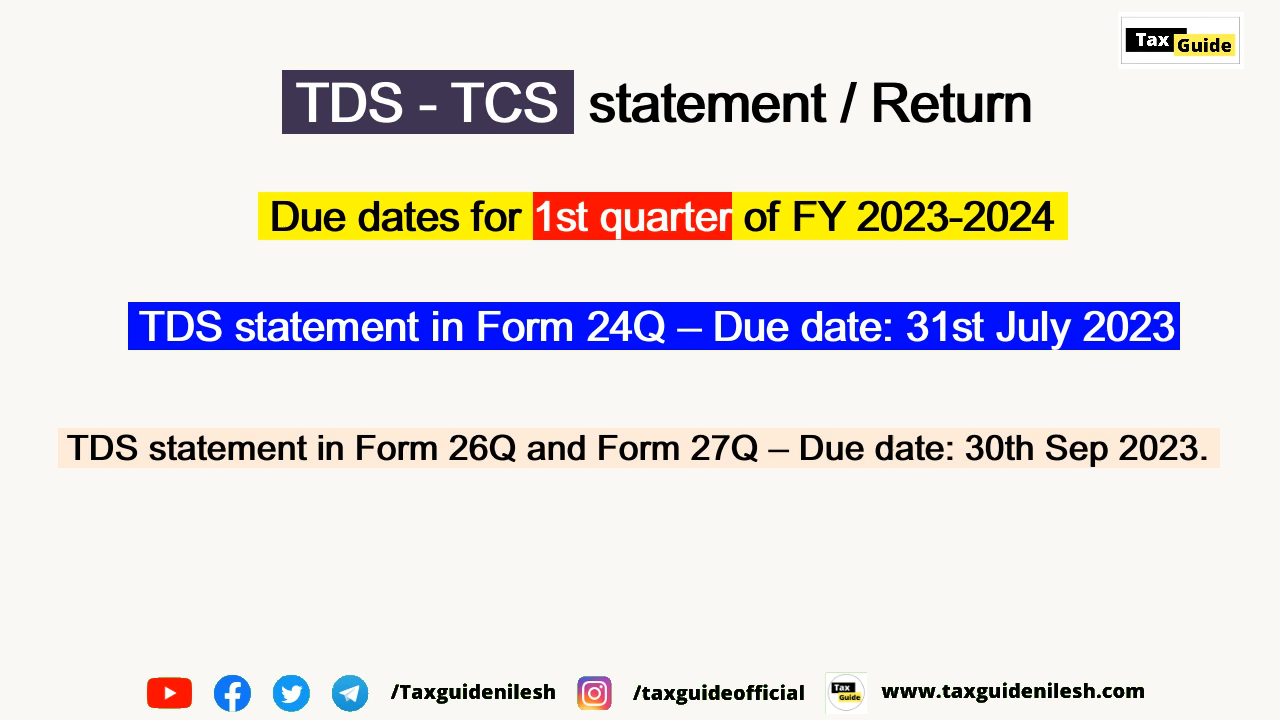 Tax Guide
TDS - TCS statement / Return
Due dates for 1st quarter of FY 2023-2024
TDS statement in Form 24Q – Due date: 31st July 2023
TDS statement in Form 26Q and Form 27Q – Due date: 30th Sep 2023.
/Taxguidenilesh /taxguideofficial Tax Guide www.taxguidenilesh.com